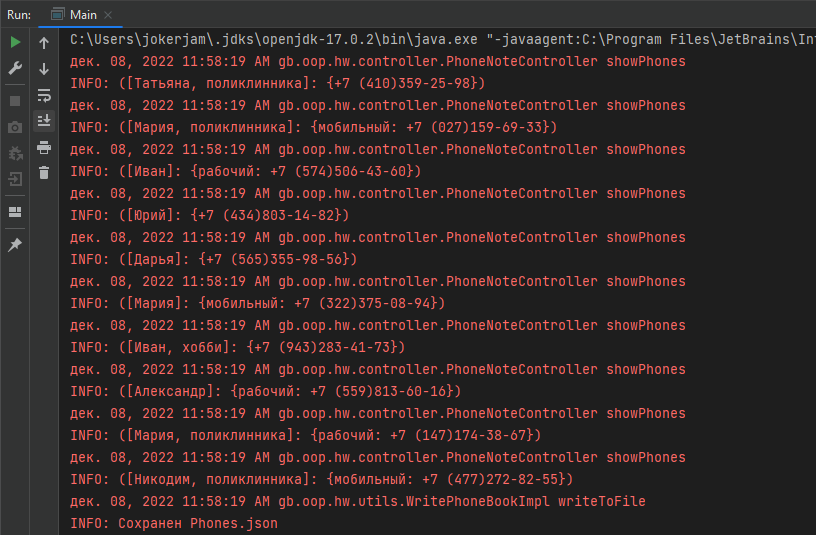 Run: Main
C:\Users\jokerjam\.jdks\openjdk-17.0.2\bin\java.exe "-javaagent:C:\Program Files\JetBrains\Int
дек. 08, 2022 11:58:19 AM gb.oop.hw.controller.PhoneNoteController showPhones
INFO: ([Татьяна, поликлинника]: {+7 (410)359-25-98})
дек. 08, 2022 11:58:19 AM gb.oop.hw.controller.PhoneNoteController showPhones
INFO: ([Мария, поликлинника]: {мобильный: +7 (027)159-69-33})
дек. 08, 2022 11:58:19 AM gb.oop.hw.controller.PhoneNoteController showPhones
INFO: ([Иван]: {рабочий: +7 (574)506-43-60})
дек. 08, 2022 11:58:19 AM gb.oop.hw.controller.PhoneNoteController showPhones
INFO: ([Юрий]: {+7 (434)803-14-82})
дек. 08, 2022 11:58:19 AM gb.oop.hw.controller.PhoneNoteController showPhones
INFO: ([Дарья]: {+7 (565)355-98-56})
дек. 08, 2022 11:58:19 AM gb.oop.hw.controller.PhoneNoteController showPhones
INFO: ([Мария]: {мобильный: +7 (322)375-08-94})
дек. 08, 2022 11:58:19 AM gb.oop.hw.controller.PhoneNoteController showPhones
INFO: ([Иван, хобби]: {+7 (943)283-41-73})
дек. 08, 2022 11:58:19 AM gb.oop.hw.controller.PhoneNoteController showPhones
INFO: ([Александр]: {рабочий: +7 (559)813-60-16})
дек. 08, 2022 11:58:19 AM gb.oop.hw.controller.PhoneNoteController showPhones
INFO: ([Мария, поликлинника]: {рабочий: +7 (147)174-38-67})
дек. 08, 2022 11:58:19 AM gb.oop.hw.controller.PhoneNoteController showPhones
INFO: ([Никодим, поликлинника]: {мобильный: +7 (477)272-82-55})
дек. 08, 2022 11:58:19 AM gb.oop.hw.utils.WritePhoneBookImpl writeToFile
INFO: Сохранен Phones.json